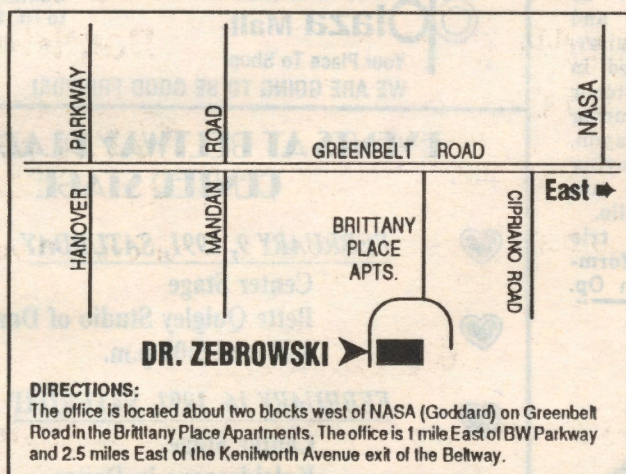 HANOVER PARKWAY
MANDAN ROAD
GREENBELT ROAD
NASA
East ➡
CIPRIANO ROAD
BRITTANY
PLACE
APTS.
DR. ZEBROWSKI
DIRECTIONS:
The office is located about two blocks west of NASA (Goddard) on Greenbelt
Road in the Brittany Place Apartments. The office is 1 mile East of BW Parkway
and 2.5 miles East of the Kenilworth Avenue exit of the Beltway.